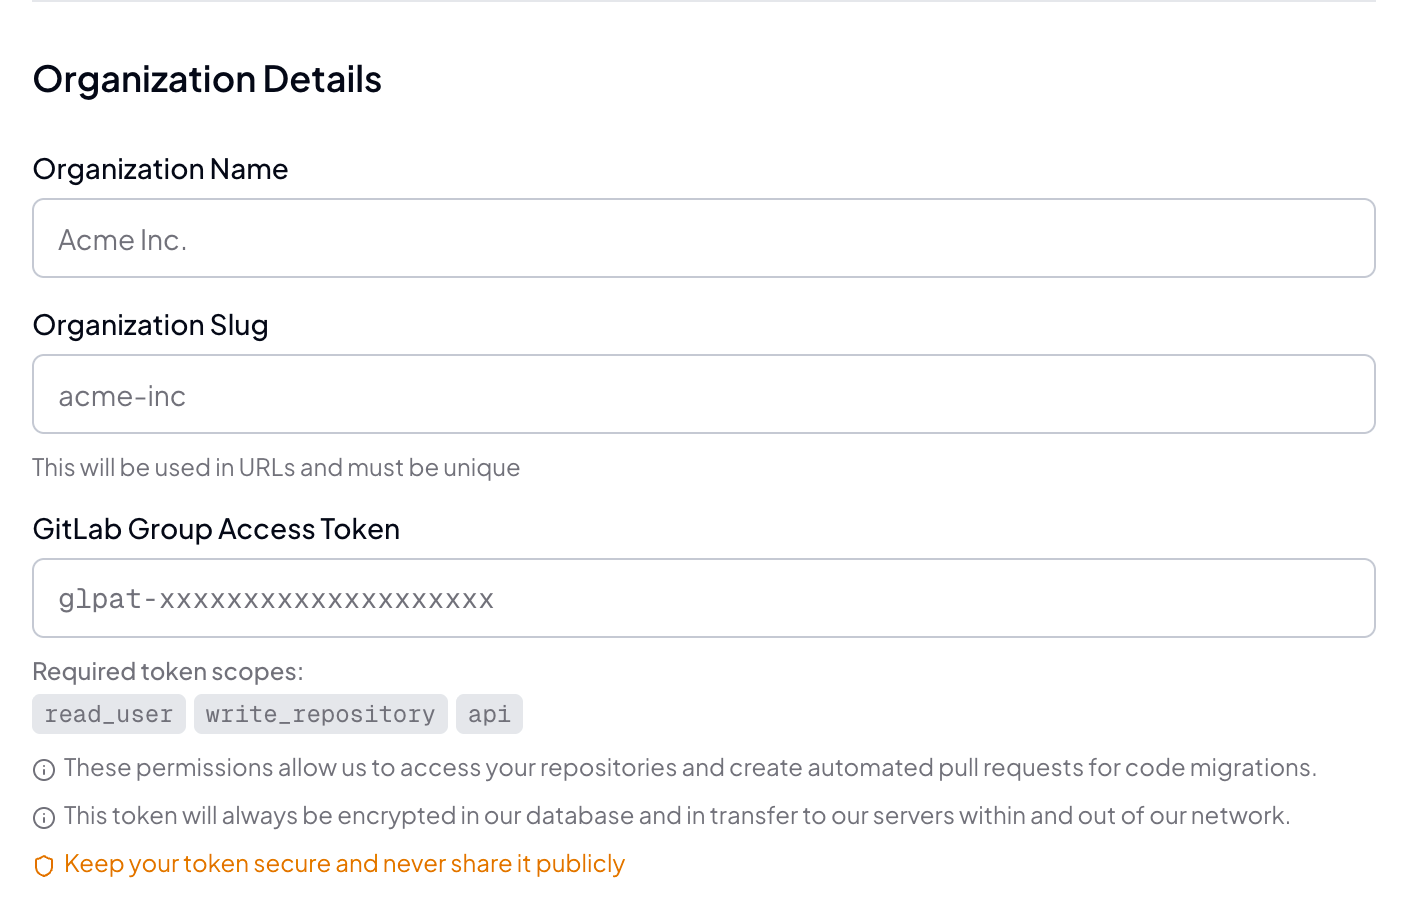 Organization Details
Organization Name
Acme Inc.
Organization Slug
acme-inc
This will be used in URLs and must be unique
GitLab Group Access Token
glpat-xxxxxxxxxxxxxxxxxxxx
Required token scopes:
read_user write_repository api
These permissions allow us to access your repositories and create automated pull requests for code migrations.
This token will always be encrypted in our database and in transfer to our servers within and out of our network.
Keep your token secure and never share it publicly